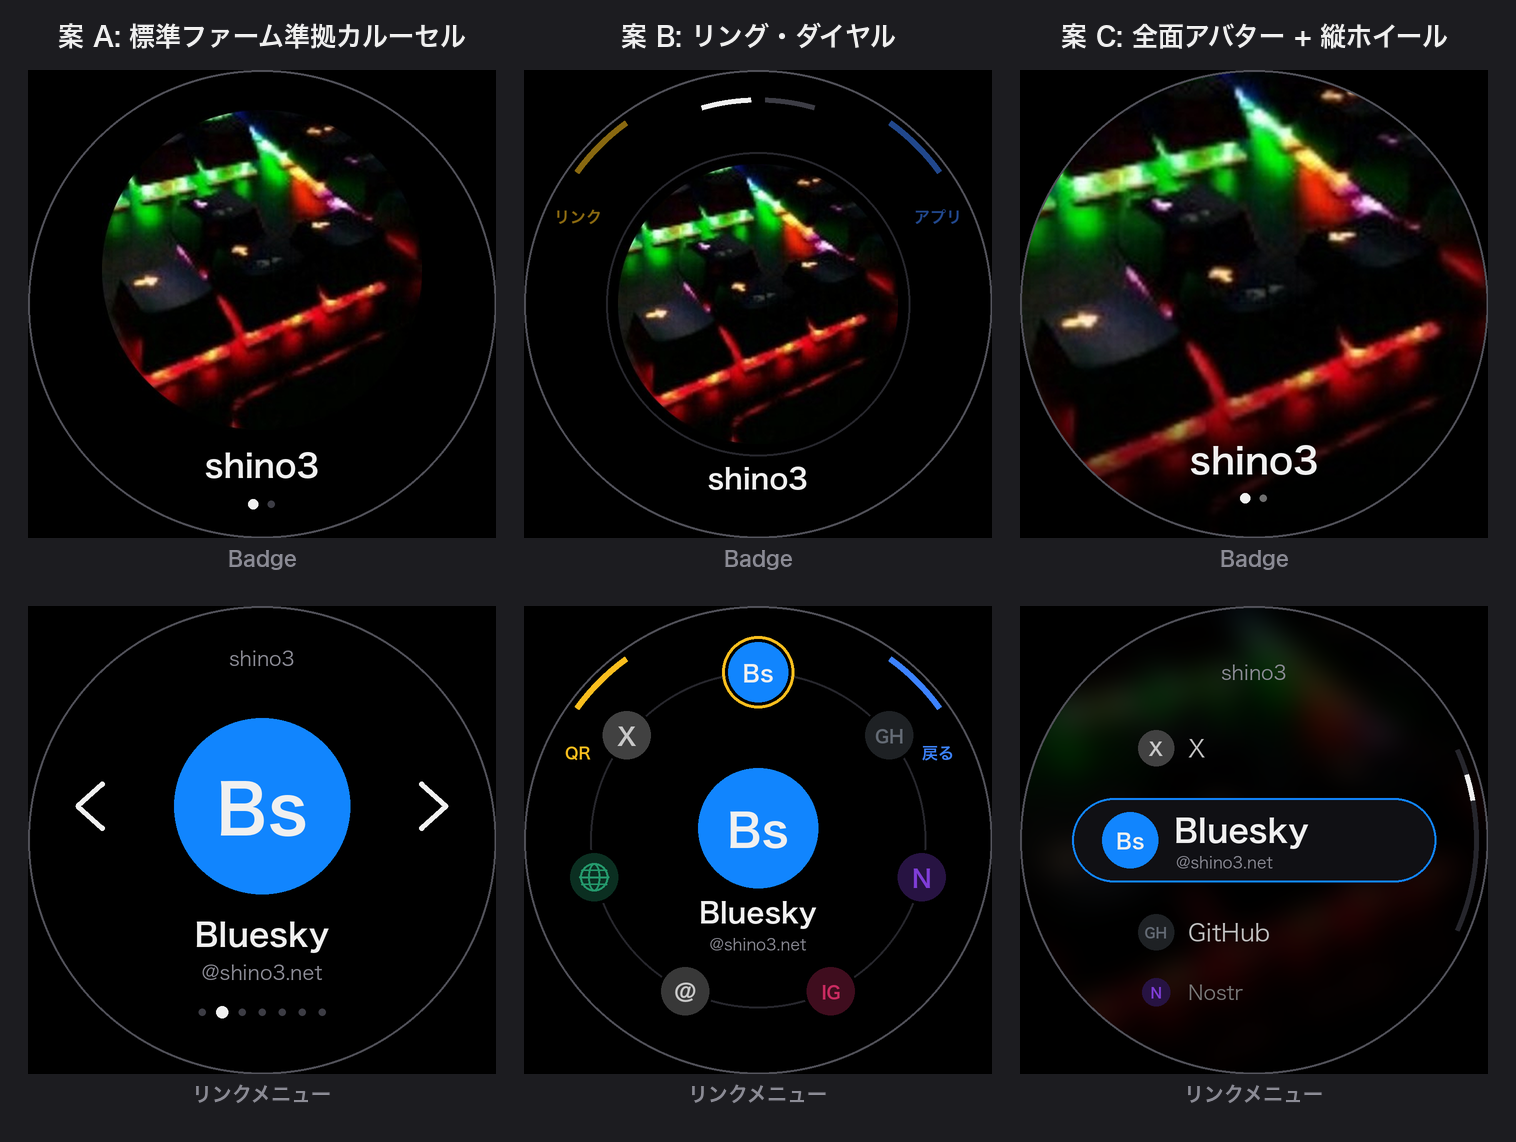 案 A: 標準ファーム準拠カルーセル
案 B: リング・ダイヤル
案 C: 全面アバター + 縦ホイール
shino3
Badge
リンク
アプリ
shino3
Badge
shino3
Badge
shino3
Bs
Bluesky
@shino3.net
リンクメニュー
Bs
X
GH
QR
戻る
Bs
N
Bluesky
@shino3.net
@
IG
リンクメニュー
shino3
X X
Bs Bluesky
@shino3.net
GH GitHub
N Nostr
リンクメニュー